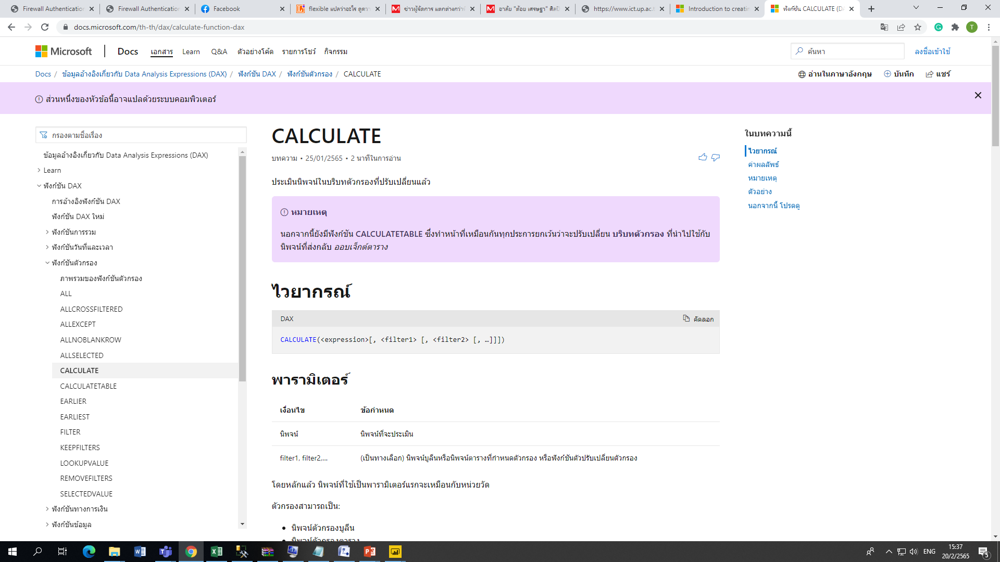 Firewall Authentication
Firewall Authentication
Facebook
flexible แปลว่าอะไร ดูควา
ข่าวผู้จัดการ แตกต่างกว่า
อาลัย "ต้อย เศรษฐา" ศิลปิ
https://www.ict.up.ac.t
Introduction to creatin
ฟังก์ชัน CALCULATE (DA
docs.microsoft.com/th-th/dax/calculate-function-dax
T
Microsoft
Docs
เอกสาร
Learn
Q&A
ตัวอย่างโค้ด
รายการโชว์
กิจกรรม
ค้นหา
ลงชื่อเข้าใช้
Docs / ข้อมูลอ้างอิงเกี่ยวกับ Data Analysis Expressions (DAX) / ฟังก์ชัน DAX / ฟังก์ชันตัวกรอง / CALCULATE
อ่านในภาษาอังกฤษ
บันทึก
แชร์
ส่วนหนึ่งของหัวข้อนี้อาจแปลด้วยระบบคอมพิวเตอร์
กรองตามชื่อเรื่อง
ข้อมูลอ้างอิงเกี่ยวกับ Data Analysis Expressions (DAX)
Learn
ฟังก์ชัน DAX
การอ้างอิงฟังก์ชัน DAX
ฟังก์ชัน DAX ใหม่
ฟังก์ชันการรวม
ฟังก์ชันวันที่และเวลา
ฟังก์ชันตัวกรอง
ภาพรวมของฟังก์ชันตัวกรอง
ALL
ALLCROSSFILTERED
ALLEXCEPT
ALLNOBLANKROW
ALLSELECTED
CALCULATE
CALCULATETABLE
EARLIER
EARLIEST
FILTER
KEEPFILTERS
LOOKUPVALUE
REMOVEFILTERS
SELECTEDVALUE
ฟังก์ชันทางการเงิน
ฟังก์ชันข้อมูล
CALCULATE
บทความ • 25/01/2565 • 2 นาทีในการอ่าน
ประเมินนิพจน์ในบริบทตัวกรองที่ปรับเปลี่ยนแล้ว
หมายเหตุ
นอกจากนี้ยังมีฟังก์ชัน CALCULATETABLE ซึ่งทำหน้าที่เหมือนกันทุกประการยกเว้นว่าจะปรับเปลี่ยน บริบทตัวกรอง ที่นำไปใช้กับ
นิพจน์ที่ส่งกลับ ออบเจ็กต์ตาราง
ไวยากรณ์
DAX
คัดลอก
CALCULATE(<expression>[, <filter1> [, <filter2> [, …]]])
พารามิเตอร์
เงื่อนไข
ข้อกำหนด
นิพจน์
นิพจน์ที่จะประเมิน
filter1, filter2,...
(เป็นทางเลือก) นิพจน์บูลีนหรือนิพจน์ตารางที่กำหนดตัวกรอง หรือฟังก์ชันตัวปรับเปลี่ยนตัวกรอง
โดยหลักแล้ว นิพจน์ที่ใช้เป็นพารามิเตอร์แรกจะเหมือนกับหน่วยวัด
ตัวกรองสามารถเป็น:
• นิพจน์ตัวกรองบูลีน
• นิพจน์ตัวกรองตาราง
ในบทความนี้
ไวยากรณ์
ค่าผลลัพธ์
หมายเหตุ
ตัวอย่าง
นอกจากนี้ โปรดดู
ENG
15:37
20/2/2565
5